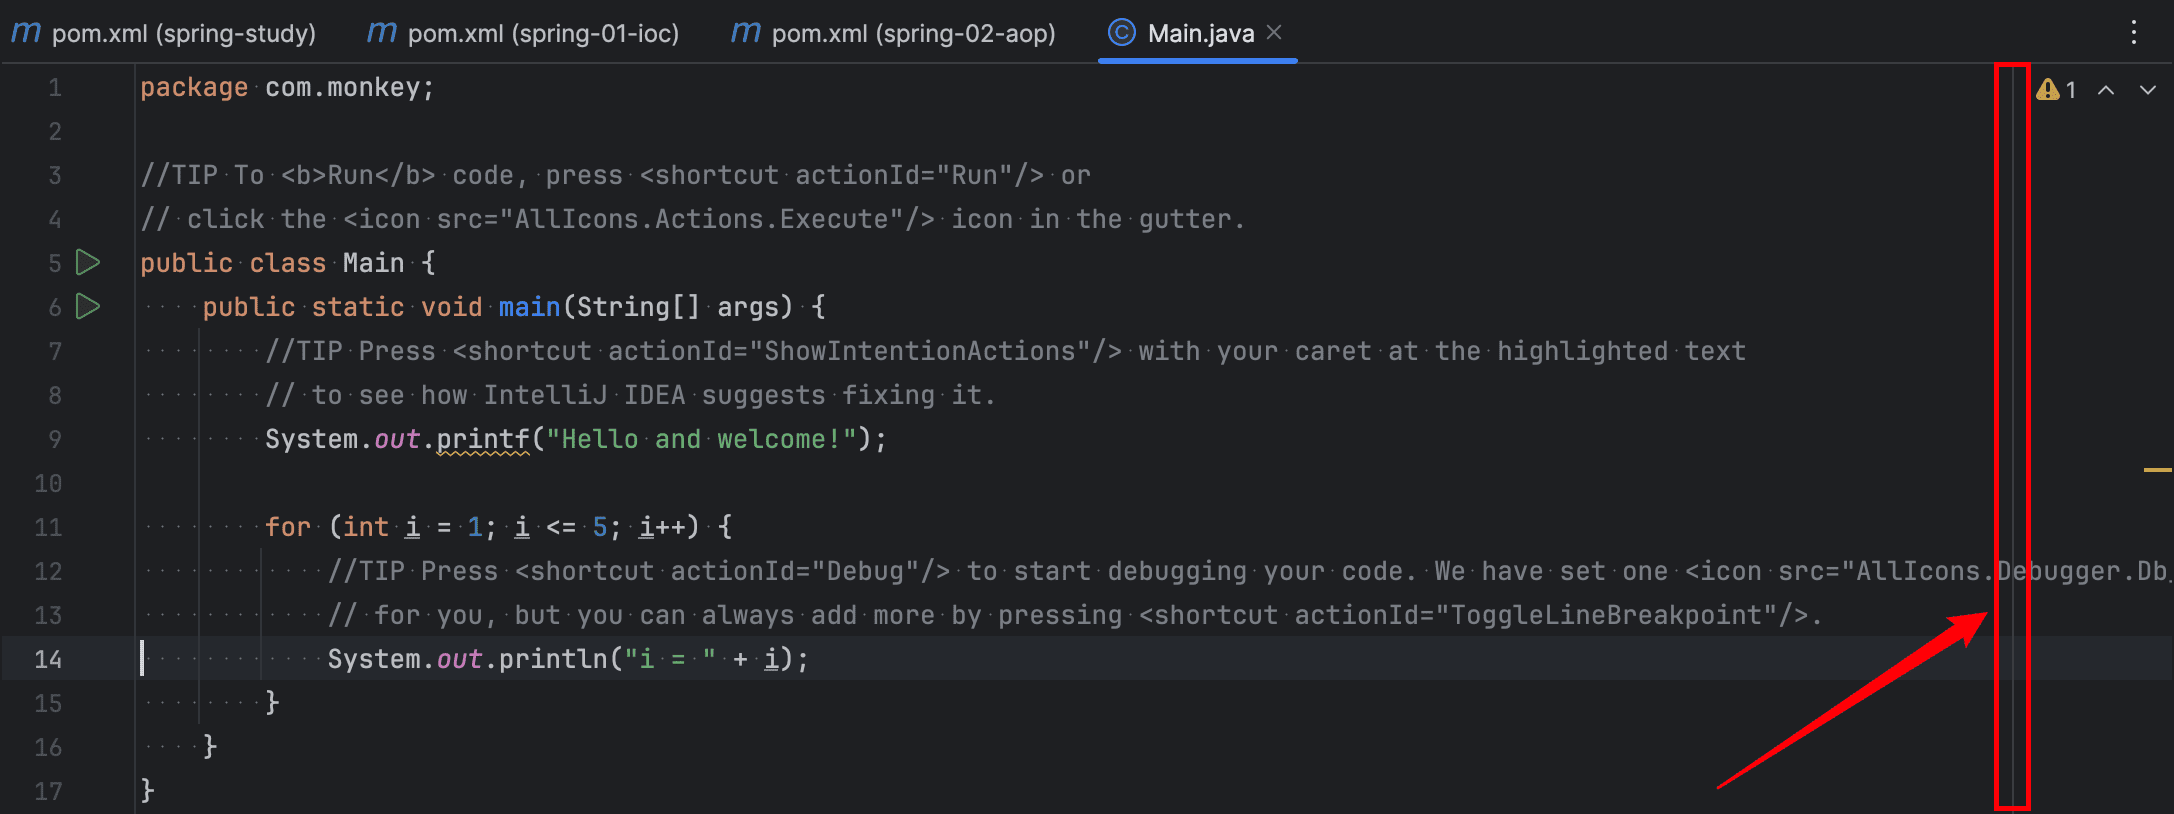 m pom.xml (spring-study) m pom.xml (spring-01-ioc) m pom.xml (spring-02-aop) © Main.java ×
1 package com.monkey; 1
2
3 //TIP To <b>Run</b> code, press <shortcut actionId="Run"/> or
4 // click the <icon src="AllIcons.Actions.Execute"/> icon in the gutter.
5 public class Main {
6 public static void main(String[] args) {
7 //TIP Press <shortcut actionId="ShowIntentionActions"/> with your caret at the highlighted text
8 // to see how IntelliJ IDEA suggests fixing it.
9 System.out.printf("Hello and welcome!");
10
11 for (int i = 1; i <= 5; i++) {
12 //TIP Press <shortcut actionId="Debug"/> to start debugging your code. We have set one <icon src="AllIcons.Debugger.Db_
13 // for you, but you can always add more by pressing <shortcut actionId="ToggleLineBreakpoint"/>.
14 System.out.println("i = " + i);
15 }
16 }
17 }